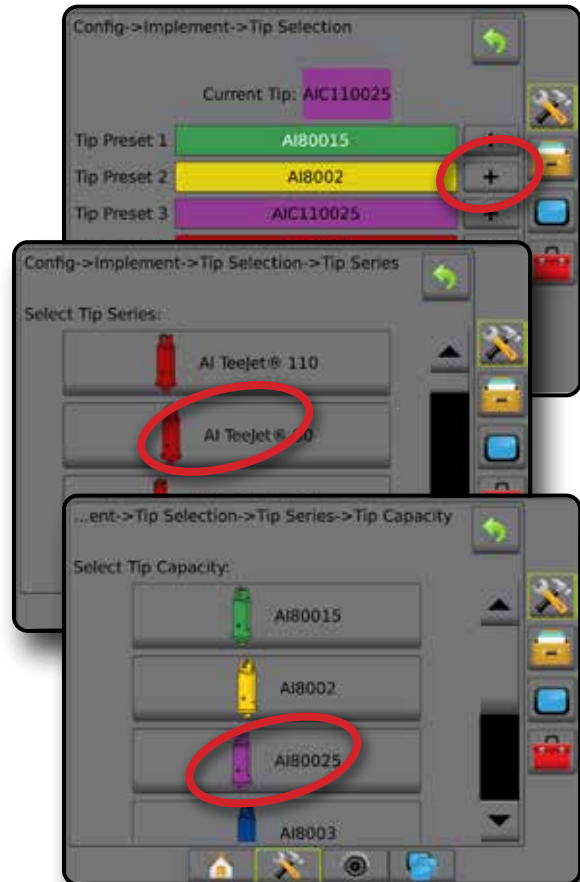 Config->Implement->Tip Selection
Current Tip: AIC110025
Tip Preset 1 AI80015 +
Tip Preset 2 AI8002 +
Tip Preset 3 AIC110025 +
Config->Implement->Tip Selection->Tip Series
Select Tip Series:
AI TeeJet® 110
AI TeeJet® 80
...ent->Tip Selection->Tip Series->Tip Capacity
Select Tip Capacity:
AI80015
AI8002
AI80025
AI8003